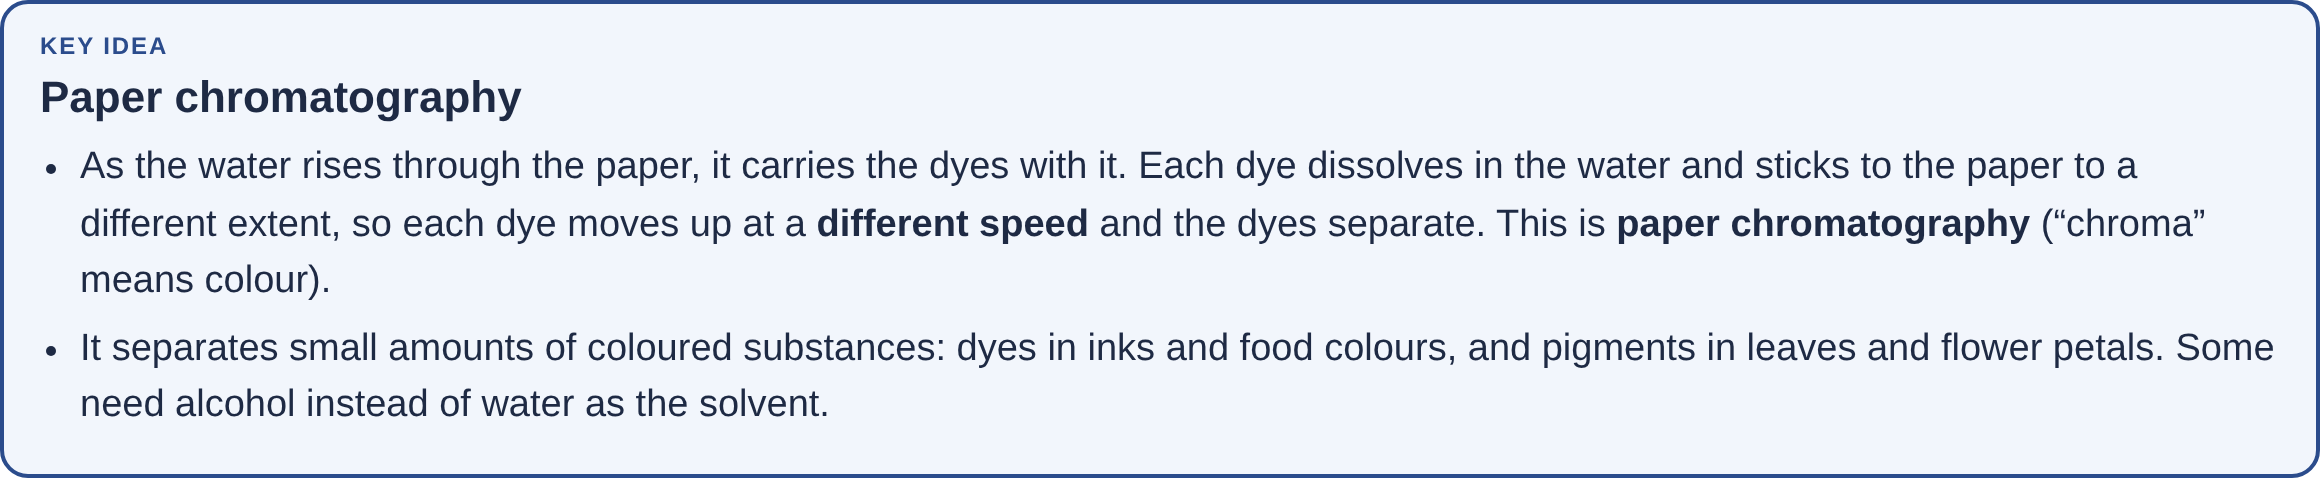 KEY IDEA
Paper chromatography
• As the water rises through the paper, it carries the dyes with it. Each dye dissolves in the water and sticks to the paper to a
different extent, so each dye moves up at a different speed and the dyes separate. This is paper chromatography (“chroma”
means colour).
• It separates small amounts of coloured substances: dyes in inks and food colours, and pigments in leaves and flower petals. Some
need alcohol instead of water as the solvent.